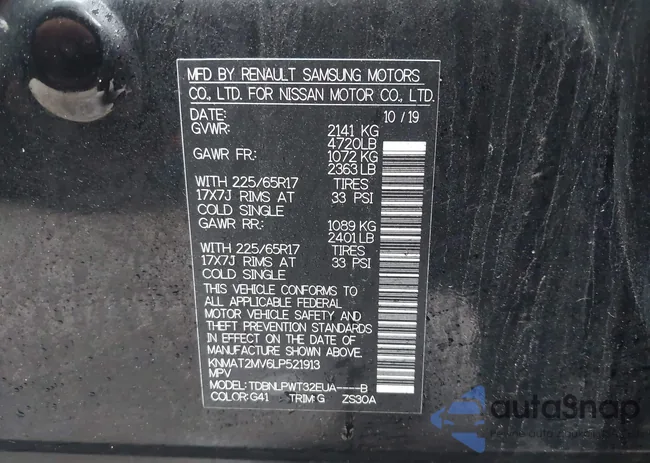 MFD BY RENAULT SAMSUNG MOTORS
CO., LTD. FOR NISSAN MOTOR CO., LTD.
DATE: 10 / 19
GVWR: 2141 KG
4720LB
GAWR FR: 1072 KG
2363 LB
WITH 225/65R17 TIRES
17X7J RIMS AT 33 PSI
COLD SINGLE
GAWR RR: 1089 KG
2401 LB
WITH 225/65R17 TIRES
17X7J RIMS AT 33 PSI
COLD SINGLE
THIS VEHICLE CONFORMS TO
ALL APPLICABLE FEDERAL
MOTOR VEHICLE SAFETY AND
THEFT PREVENTION STANDARDS
IN EFFECT ON THE DATE OF
MANUFACTURE SHOWN ABOVE.
KNMAT2MV6LP521913
MPV
MODEL: TDBNLPWT32EUA----B
COLOR: G41 TRIM: G ZS30A
autoSnap